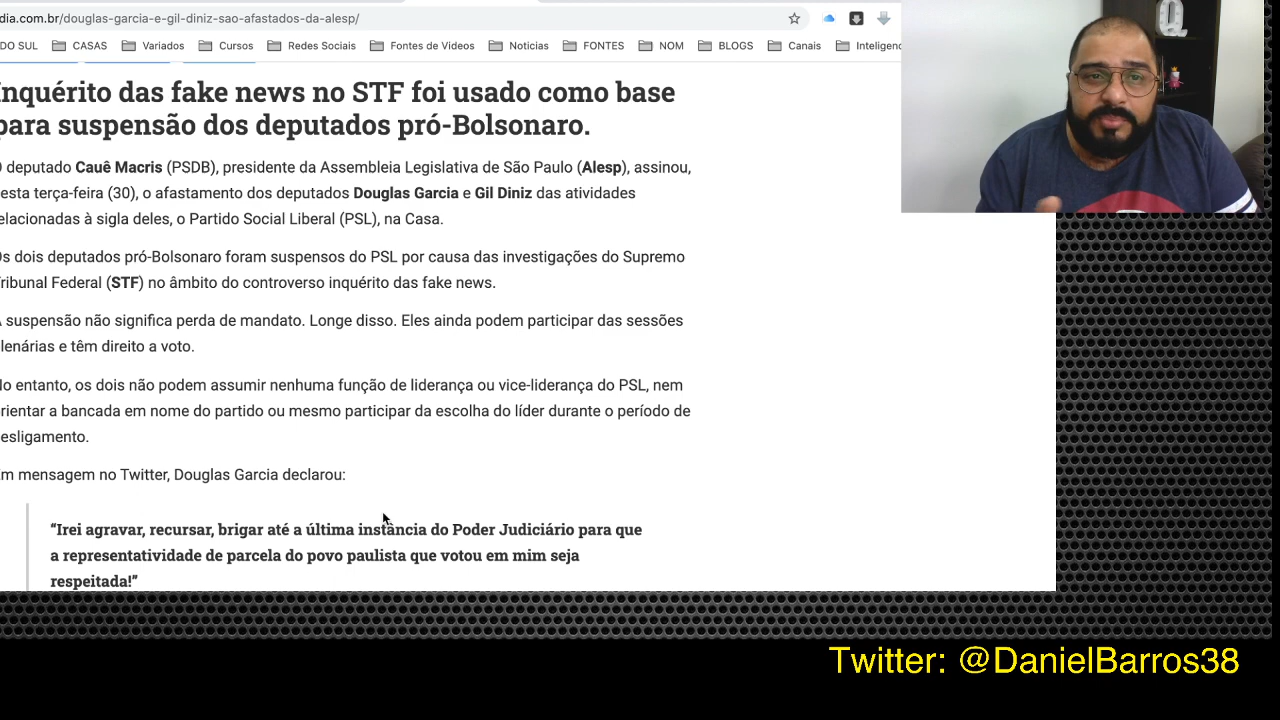 dia.com.br/douglas-garcia-e-gil-diniz-sao-afastados-da-alesp/
DO SUL CASAS Variados Cursos Redes Sociais Fontes de Videos Noticias FONTES NOM BLOGS Canais Inteligenc
Q
nquérito das fake news no STF foi usado como base
para suspensão dos deputados pró-Bolsonaro.
O deputado Cauê Macris (PSDB), presidente da Assembleia Legislativa de São Paulo (Alesp), assinou,
esta terça-feira (30), o afastamento dos deputados Douglas Garcia e Gil Diniz das atividades
elacionadas à sigla deles, o Partido Social Liberal (PSL), na Casa.
Os dois deputados pró-Bolsonaro foram suspensos do PSL por causa das investigações do Supremo
ribunal Federal (STF) no âmbito do controverso inquérito das fake news.
A suspensão não significa perda de mandato. Longe disso. Eles ainda podem participar das sessões
lenárias e têm direito a voto.
No entanto, os dois não podem assumir nenhuma função de liderança ou vice-liderança do PSL, nem
rientar a bancada em nome do partido ou mesmo participar da escolha do líder durante o período de
esligamento.
Em mensagem no Twitter, Douglas Garcia declarou:
“Irei agravar, recursar, brigar até a última instância do Poder Judiciário para que
a representatividade de parcela do povo paulista que votou em mim seja
respeitada!”
Twitter: @DanielBarros38